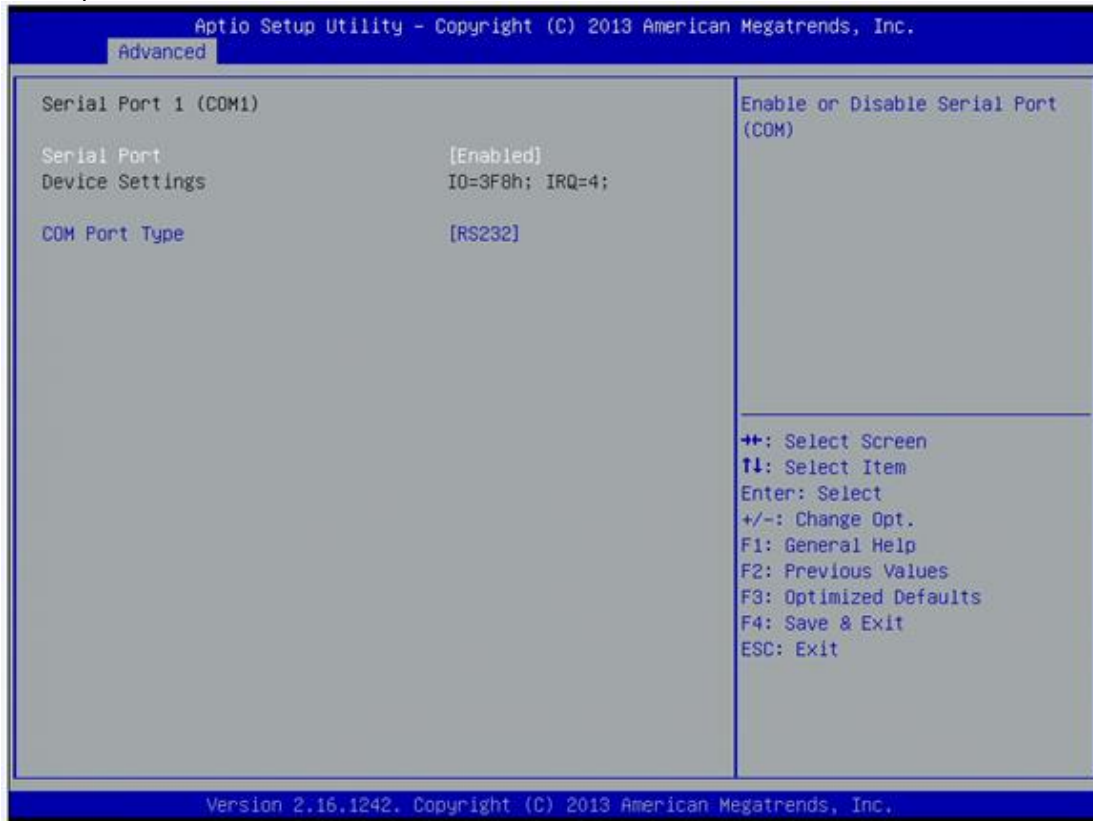 Aptio Setup Utility – Copyright (C) 2013 American Megatrends, Inc.
Advanced
Serial Port 1 (COM1)
Serial Port [Enabled]
Device Settings IO=3F8h; IRQ=4;
COM Port Type [RS232]
Enable or Disable Serial Port
(COM)
→←: Select Screen
↑↓: Select Item
Enter: Select
+/-: Change Opt.
F1: General Help
F2: Previous Values
F3: Optimized Defaults
F4: Save & Exit
ESC: Exit
Version 2.16.1242. Copyright (C) 2013 American Megatrends, Inc.